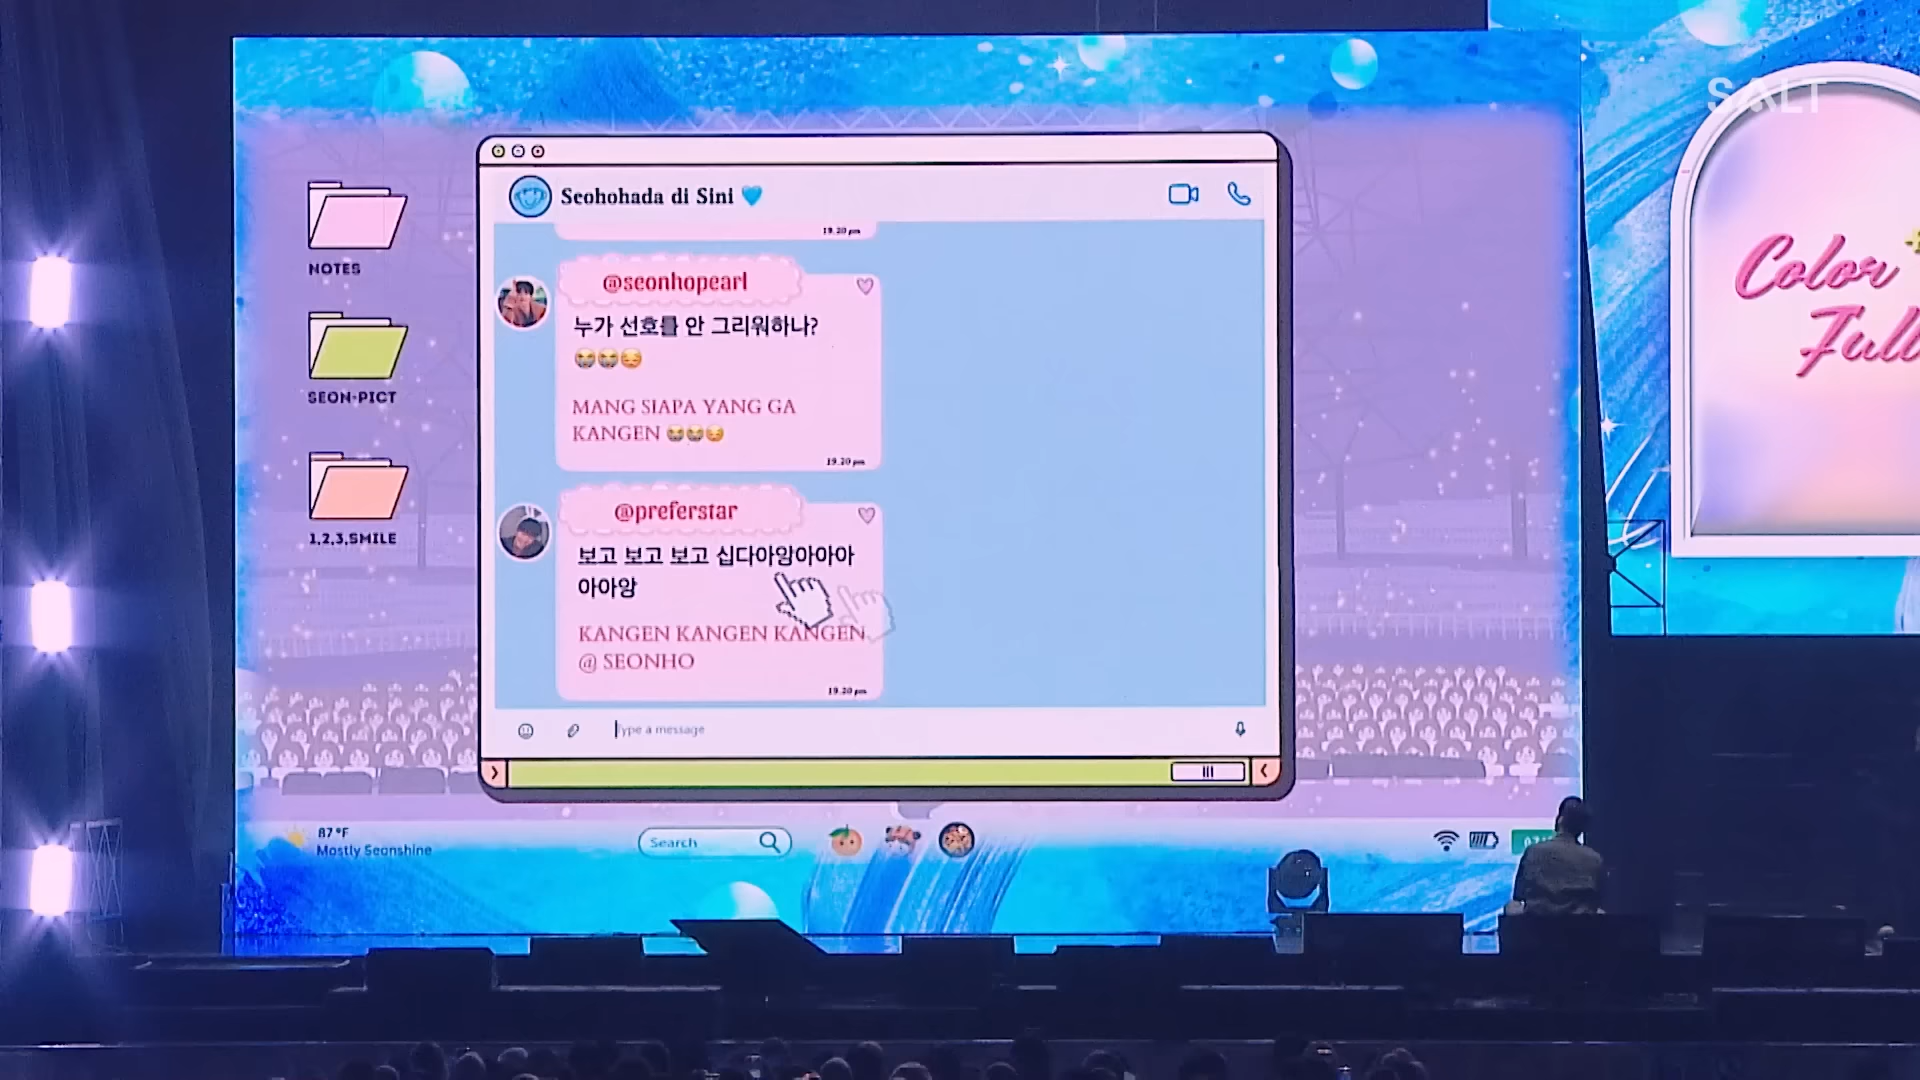 SALT
Seohohada di Sini 🩵
19.20 pm
@seonhopearl
누가 선호를 안 그리워하나?
😭😭😔
MANG SIAPA YANG GA
KANGEN 😭😭😔
19.20 pm
@preferstar
보고 보고 보고 십다아앙아아아
아아앙
KANGEN KANGEN KANGEN
@ SEONHO
19.20 pm
Type a message
NOTES
SEON-PICT
1,2,3,SMILE
87°F
Mostly Seonshine
Search
Color
Full